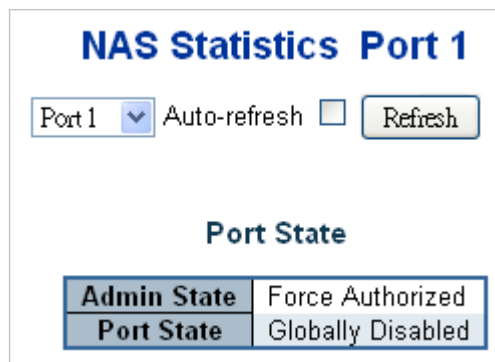 NAS Statistics Port 1
Port 1 Auto-refresh Refresh
Port State
Admin State Force Authorized
Port State Globally Disabled